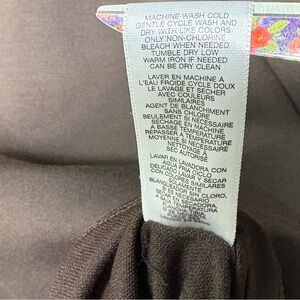 MACHINE WASH COLD
GENTLE CYCLE WASH AND
DRY WITH LIKE COLORS
ONLY NON-CHLORINE
BLEACH WHEN NEEDED
TUMBLE DRY LOW
WARM IRON IF NEEDED
CAN BE DRY CLEAN
LAVER EN MACHINE A
L'EAU FROIDE CYCLE DOUX
LE LAVAGE ET SECHER
AVEC COULEURS
SIMILAIRES
AGENT DE BLANCHIMENT
SANS CHLORE
SEULEMENT SI NECESSAIRE
SECHAGE EN MACHINE
A BASSE TEMPERATURE
REPASSER A TEMPERATURE
MOYENNE SI NECESSAIRE
NETTOYAGE A
SEC AUTORISÉ
LAVAR EN LAVADORA CON
AGUA FRIA CICLO
DELICADO LAVAR Y SECAR
CON COLORES SIMILARES
SIN CLORO,